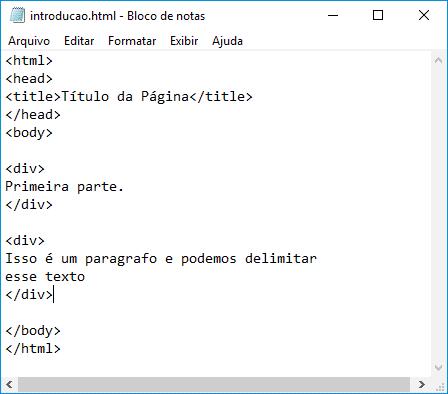 introducao.html - Bloco de notas
Arquivo Editar Formatar Exibir Ajuda
<html>
<head>
<title>Título da Página</title>
</head>
<body>
<div>
Primeira parte.
</div>
<div>
Isso é um paragrafo e podemos delimitar
esse texto
</div>
</body>
</html>